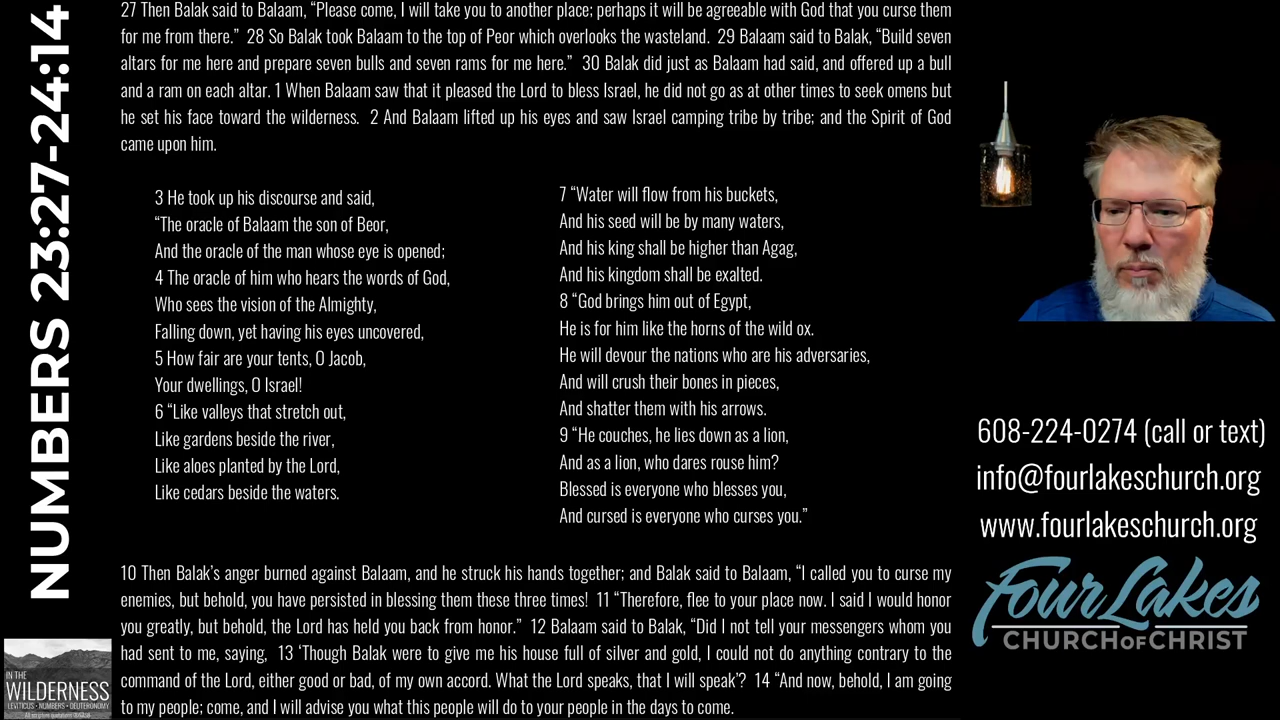 NUMBERS 23:27-24:14
27 Then Balak said to Balaam, “Please come, I will take you to another place; perhaps it will be agreeable with God that you curse them
for me from there.” 28 So Balak took Balaam to the top of Peor which overlooks the wasteland. 29 Balaam said to Balak, “Build seven
altars for me here and prepare seven bulls and seven rams for me here.” 30 Balak did just as Balaam had said, and offered up a bull
and a ram on each altar. 1 When Balaam saw that it pleased the Lord to bless Israel, he did not go as at other times to seek omens but
he set his face toward the wilderness. 2 And Balaam lifted up his eyes and saw Israel camping tribe by tribe; and the Spirit of God
came upon him.
3 He took up his discourse and said,
“The oracle of Balaam the son of Beor,
And the oracle of the man whose eye is opened;
4 The oracle of him who hears the words of God,
Who sees the vision of the Almighty,
Falling down, yet having his eyes uncovered,
5 How fair are your tents, O Jacob,
Your dwellings, O Israel!
6 “Like valleys that stretch out,
Like gardens beside the river,
Like aloes planted by the Lord,
Like cedars beside the waters.
7 “Water will flow from his buckets,
And his seed will be by many waters,
And his king shall be higher than Agag,
And his kingdom shall be exalted.
8 “God brings him out of Egypt,
He is for him like the horns of the wild ox.
He will devour the nations who are his adversaries,
And will crush their bones in pieces,
And shatter them with his arrows.
9 “He couches, he lies down as a lion,
And as a lion, who dares rouse him?
Blessed is everyone who blesses you,
And cursed is everyone who curses you.”
10 Then Balak’s anger burned against Balaam, and he struck his hands together; and Balak said to Balaam, “I called you to curse my
enemies, but behold, you have persisted in blessing them these three times! 11 “Therefore, flee to your place now. I said I would honor
you greatly, but behold, the Lord has held you back from honor.” 12 Balaam said to Balak, “Did I not tell your messengers whom you
had sent to me, saying, 13 ‘Though Balak were to give me his house full of silver and gold, I could not do anything contrary to the
command of the Lord, either good or bad, of my own accord. What the Lord speaks, that I will speak’? 14 “And now, behold, I am going
to my people; come, and I will advise you what this people will do to your people in the days to come.
608-224-0274 (call or text)
info@fourlakeschurch.org
www.fourlakeschurch.org
Four Lakes
CHURCH OF CHRIST
IN THE
WILDERNESS
LEVITICUS • NUMBERS • DEUTERONOMY